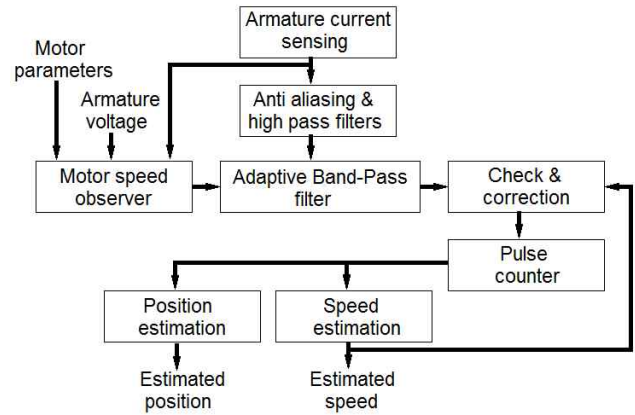 Armature current
sensing
Motor
parameters
Armature
voltage
Anti aliasing &
high pass filters
Motor speed
observer
Adaptive Band-Pass
filter
Check &
correction
Pulse
counter
Position
estimation
Speed
estimation
Estimated
position
Estimated
speed